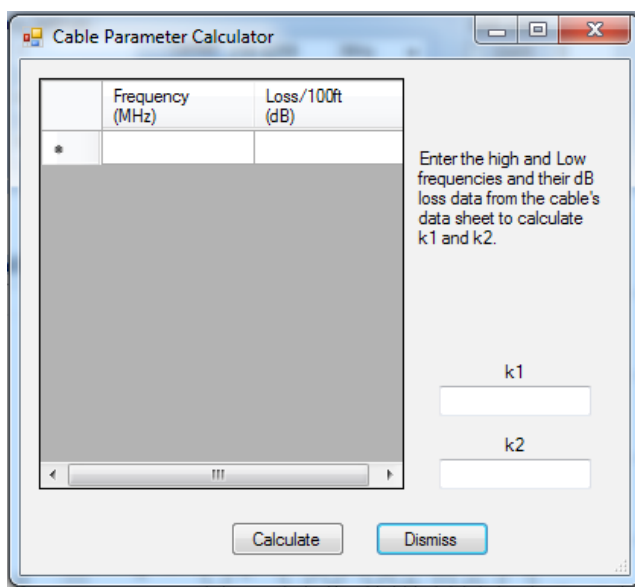 Cable Parameter Calculator
Frequency (MHz)
Loss/100ft (dB)
*
Enter the high and Low
frequencies and their dB
loss data from the cable's
data sheet to calculate
k1 and k2.
k1
k2
Calculate
Dismiss